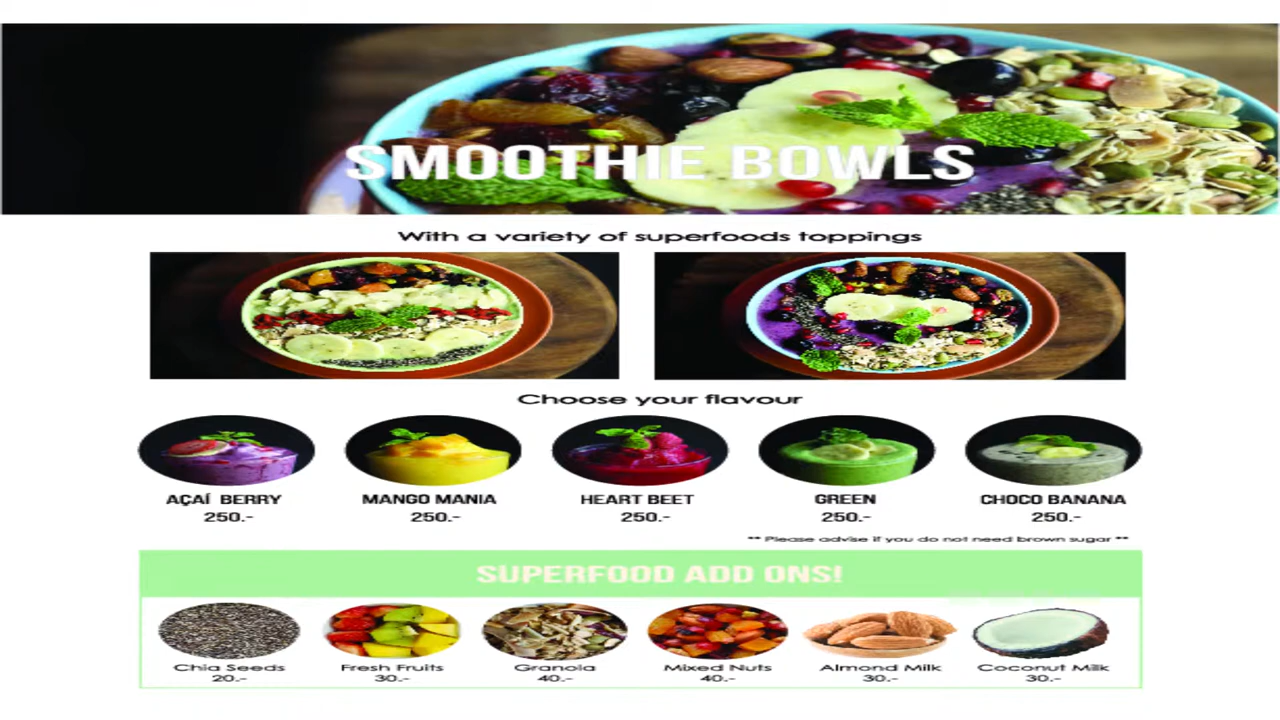 SMOOTHIE BOWLS
With a variety of superfoods toppings
Choose your flavour
AÇAÍ BERRY MANGO MANIA HEART BEET GREEN CHOCO BANANA
250.- 250.- 250.- 250.- 250.-
** Please advise if you do not need brown sugar **
SUPERFOOD ADD ONS!
Chia Seeds Fresh Fruits Granola Mixed Nuts Almond Milk Coconut Milk
20.- 30.- 40.- 40.- 30.- 30.-